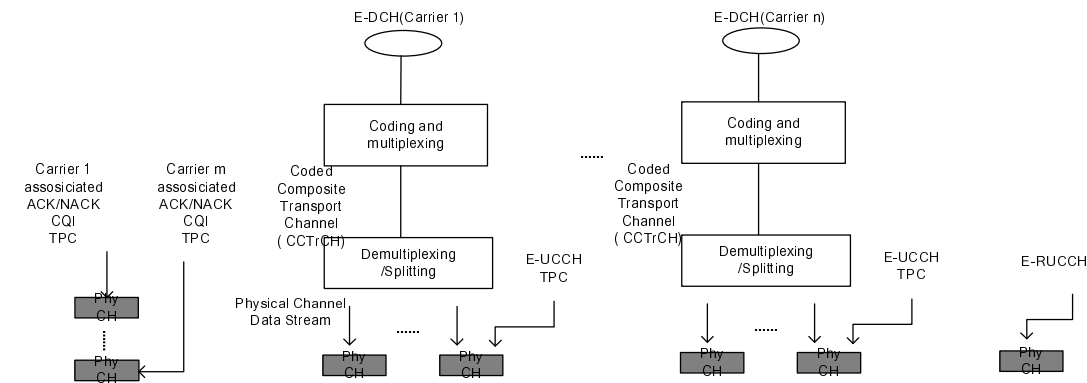 E-DCH(Carrier 1)
E-DCH(Carrier n)
Coding and
multiplexing
Coding and
multiplexing
......
Carrier 1
assosiciated
ACK/NACK
CQI
TPC
Carrier m
assosiciated
ACK/NACK
CQI
TPC
Coded
Composite
Transport
Channel
( CCTrCH)
Coded
Composite
Transport
Channel
( CCTrCH)
Demultiplexing
/Splitting
E-UCCH
TPC
Demultiplexing
/Splitting
E-UCCH
TPC
E-RUCCH
Phy
CH
......
Phy
CH
Physical Channel
Data Stream
......
Phy
CH
Phy
CH
......
Phy
CH
Phy
CH
Phy
CH